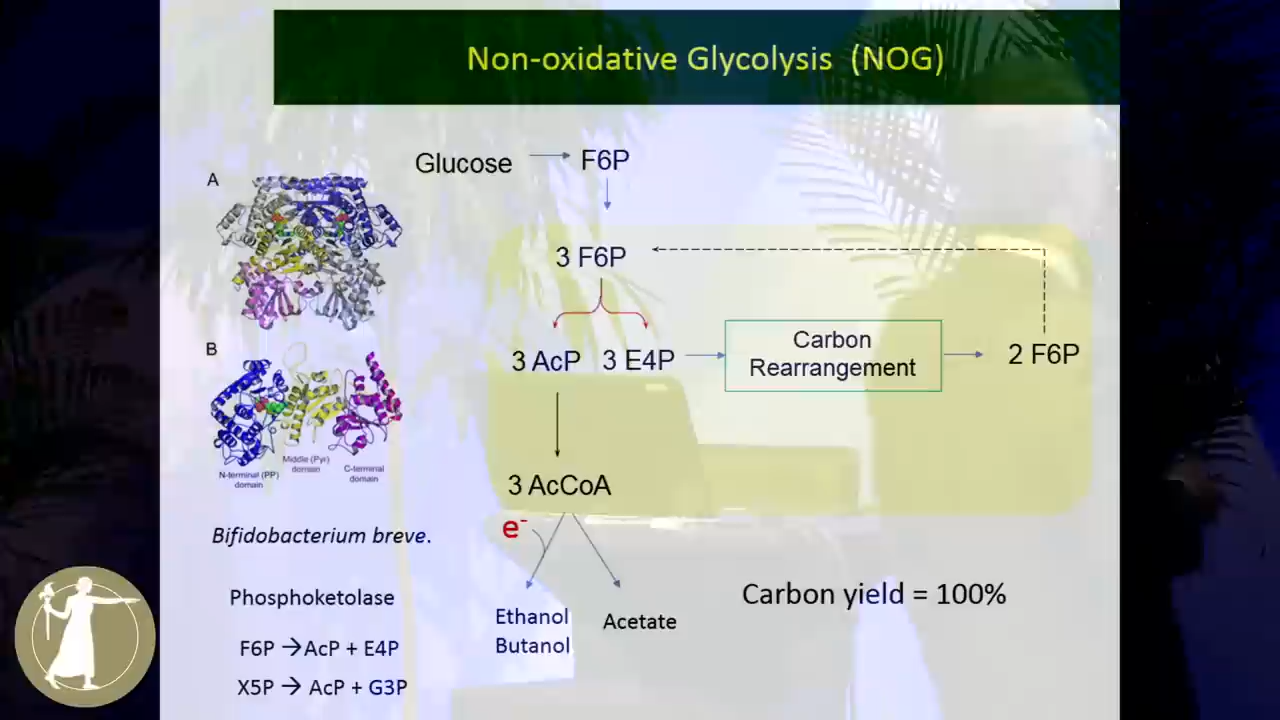 Non-oxidative Glycolysis (NOG)
Glucose
F6P
A
3 F6P
B
3 AcP
3 E4P
Carbon
Rearrangement
2 F6P
N-terminal (PP)
domain
Middle (Pyr)
domain
C-terminal
domain
3 AcCoA
e-
Bifidobacterium breve.
Phosphoketolase
F6P → AcP + E4P
X5P → AcP + G3P
Ethanol
Butanol
Acetate
Carbon yield = 100%